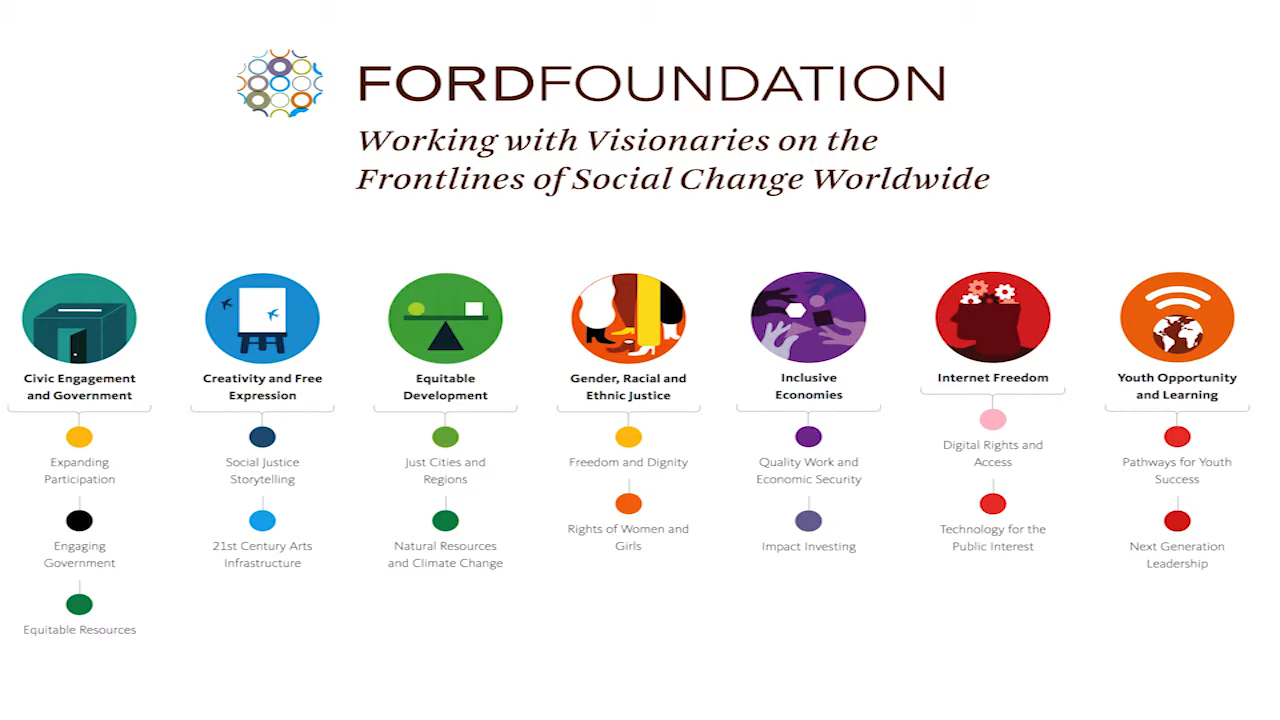 FORDFOUNDATION
Working with Visionaries on the
Frontlines of Social Change Worldwide
Civic Engagement
and Government
Expanding
Participation
Engaging
Government
Equitable Resources
Creativity and Free
Expression
Social Justice
Storytelling
21st Century Arts
Infrastructure
Equitable
Development
Just Cities and
Regions
Natural Resources
and Climate Change
Gender, Racial and
Ethnic Justice
Freedom and Dignity
Rights of Women and
Girls
Inclusive
Economies
Quality Work and
Economic Security
Impact Investing
Internet Freedom
Digital Rights and
Access
Technology for the
Public Interest
Youth Opportunity
and Learning
Pathways for Youth
Success
Next Generation
Leadership